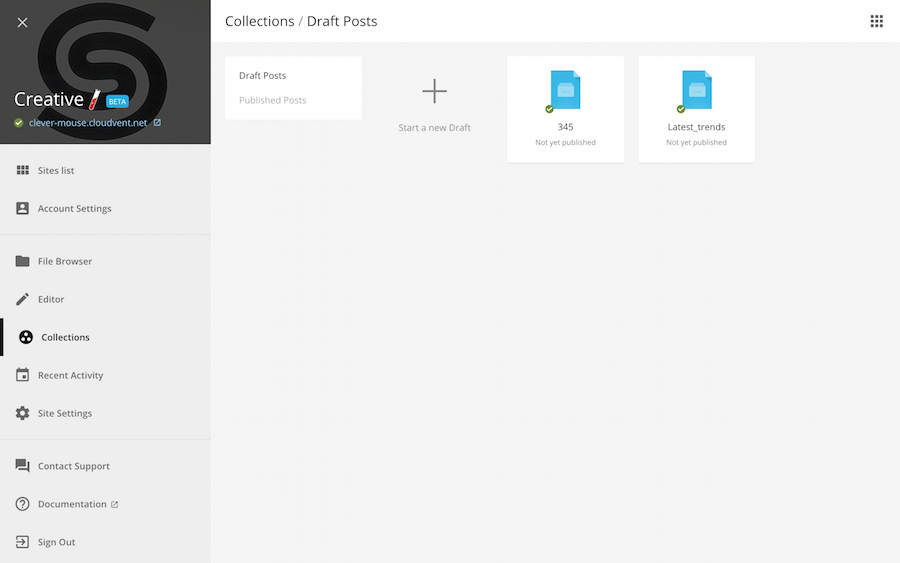 Creative BETA
clever-mouse.cloudvent.net
Sites list
Account Settings
File Browser
Editor
Collections
Recent Activity
Site Settings
Contact Support
Documentation
Sign Out
Collections / Draft Posts
Draft Posts
Published Posts
Start a new Draft
345
Not yet published
Latest_trends
Not yet published